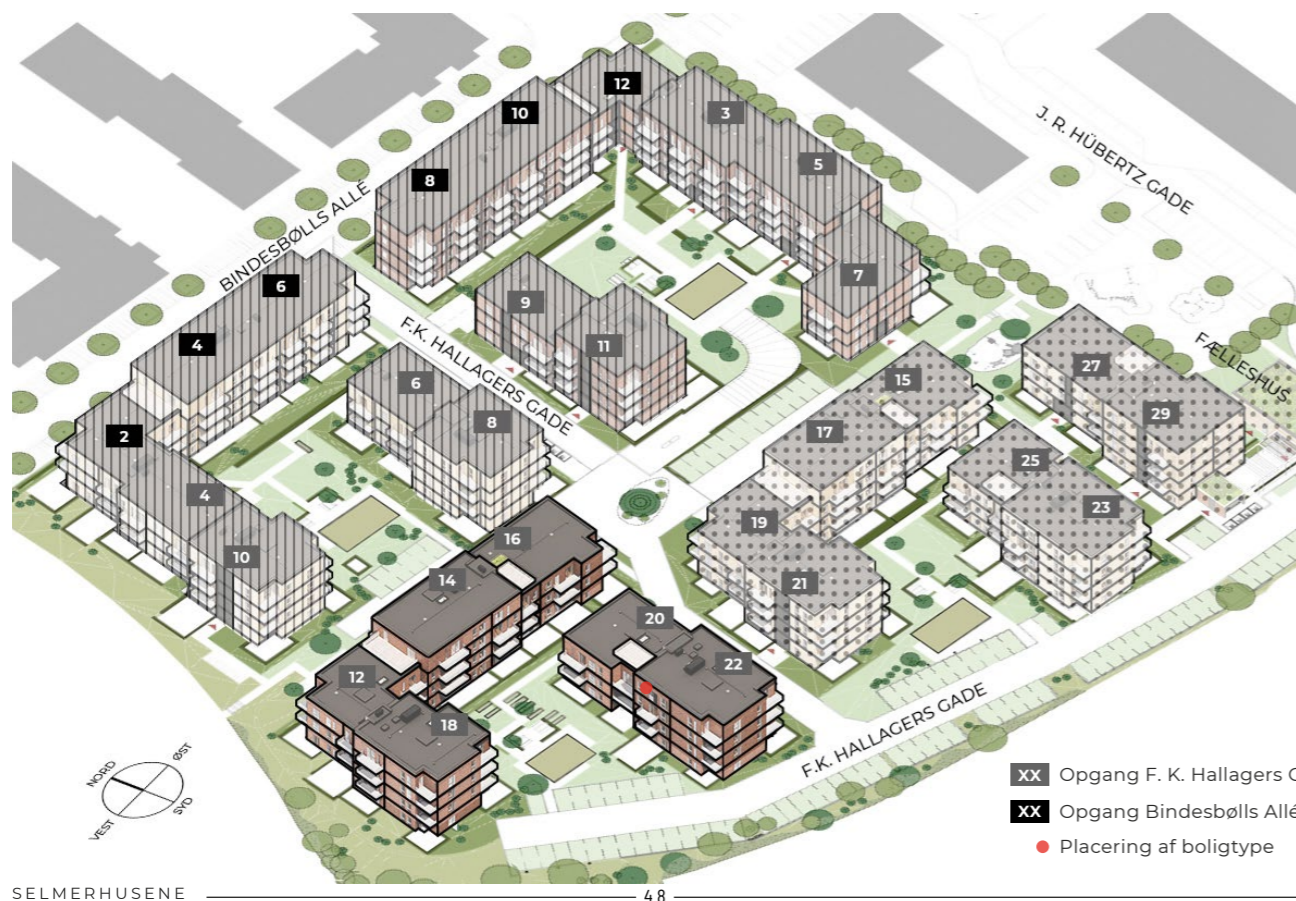 12
10
3
8
5
J. R. HÜBERTZ GADE
BINDESBØLLS ALLÉ
7
6
9
F.K. HALLAGERS GADE
11
4
FÆLLESHUS
27
15
6
29
8
17
2
25
4
23
19
16
10
21
14
20
22
12
18
F.K. HALLAGERS GADE
NORD
ØST
VEST
SYD
XX Opgang F. K. Hallagers
XX Opgang Bindesbølls Allé
Placering af boligtype
SELMERHUSENE
48